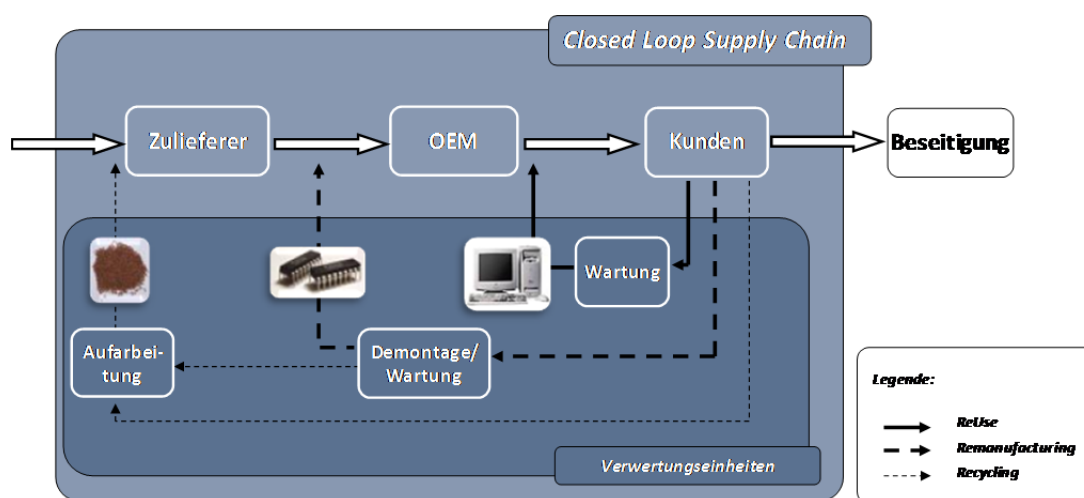 Closed Loop Supply Chain
Zulieferer
OEM
Kunden
Beseitigung
Wartung
Aufarbei-
tung
Demontage/
Wartung
Legende:
ReUse
Remanufacturing
Recycling
Verwertungseinheiten